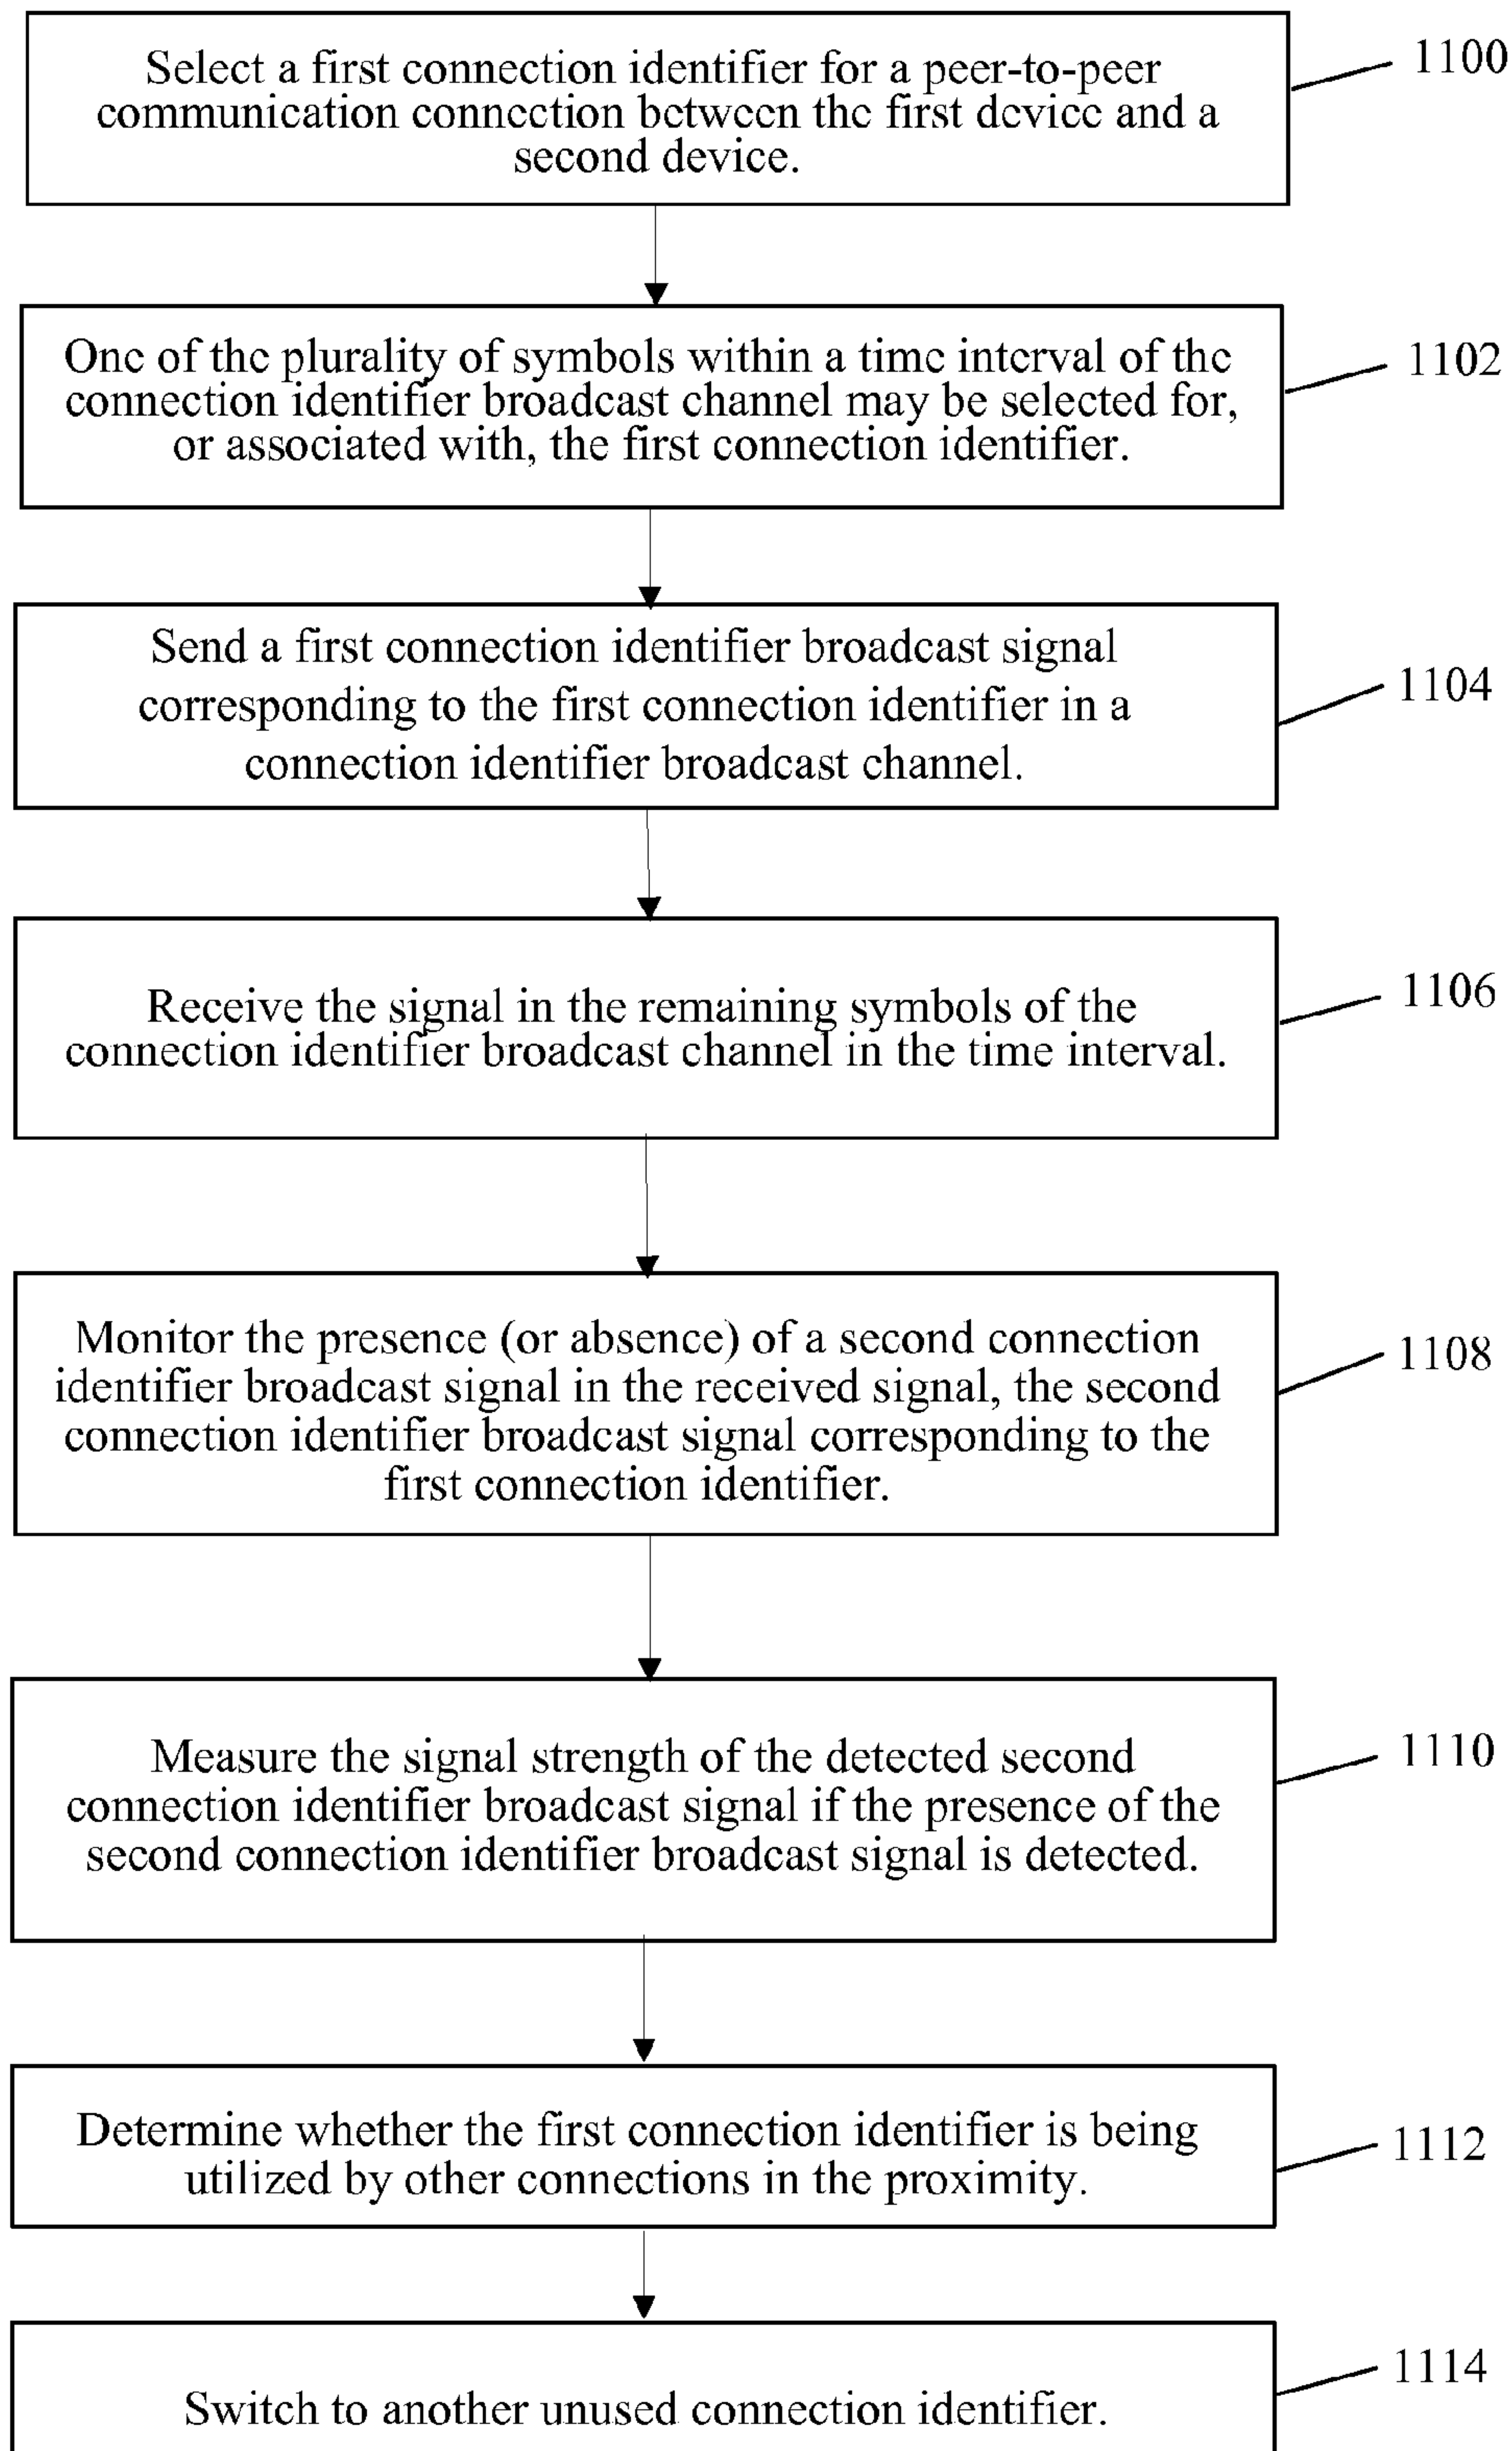 Select a first connection identifier for a peer-to-peer
communication connection between the first device and a
second device.
1100
One of the plurality of symbols within a time interval of the
connection identifier broadcast channel may be selected for,
or associated with, the first connection identifier.
1102
Send a first connection identifier broadcast signal
corresponding to the first connection identifier in a
connection identifier broadcast channel.
1104
Receive the signal in the remaining symbols of the
connection identifier broadcast channel in the time interval.
1106
Monitor the presence (or absence) of a second connection
identifier broadcast signal in the received signal, the second
connection identifier broadcast signal corresponding to the
first connection identifier.
1108
Measure the signal strength of the detected second
connection identifier broadcast signal if the presence of the
second connection identifier broadcast signal is detected.
1110
Determine whether the first connection identifier is being
utilized by other connections in the proximity.
1112
Switch to another unused connection identifier.
1114